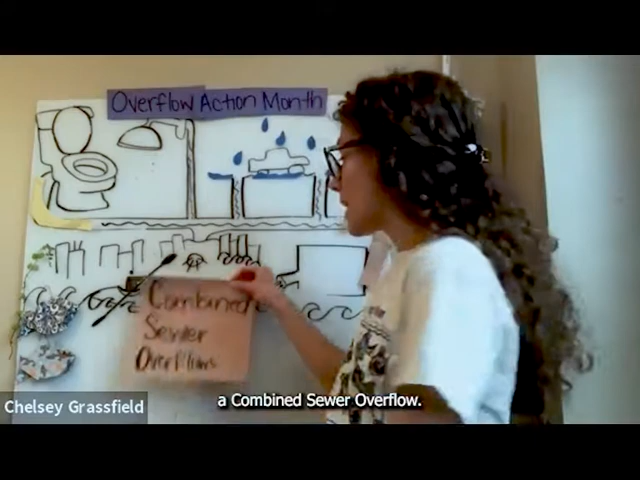 Overflow Action Month
Combined
Sewer
Overflows
Chelsey Grassfield
a Combined Sewer Overflow.